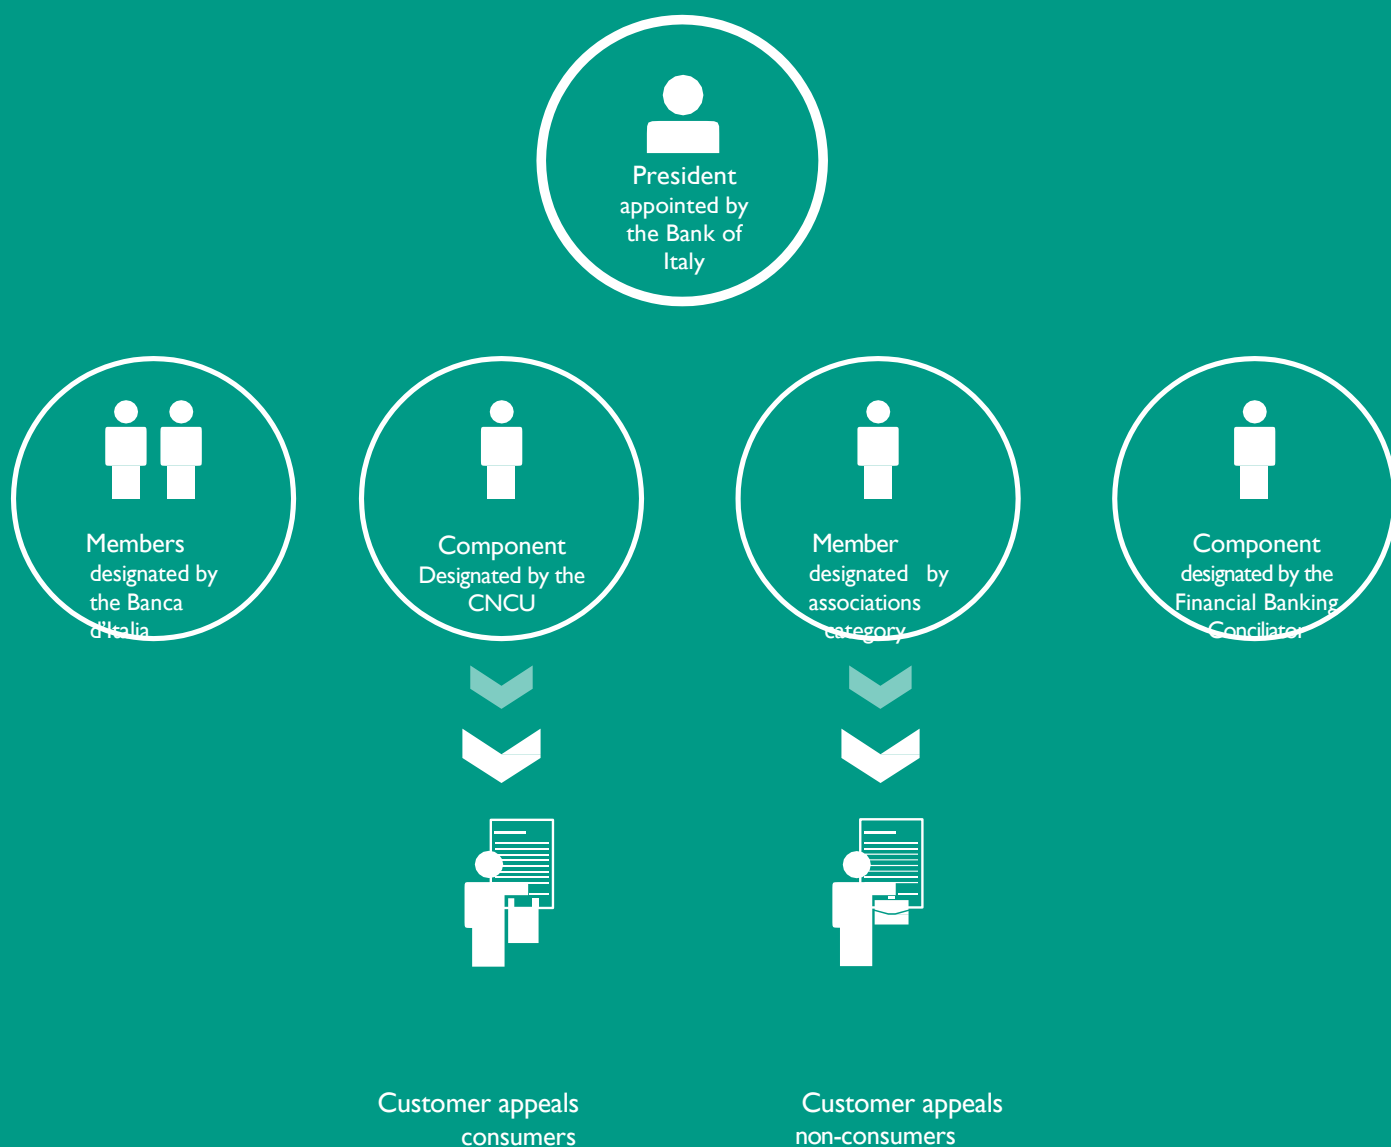 President
appointed by
the Bank of
Italy
Members
designated by
the Banca
d'Italia
Component
Designated by the
CNCU
Member
designated by
associations
category
Component
designated by the
Financial Banking
Conciliator
Customer appeals
consumers
Customer appeals
non-consumers